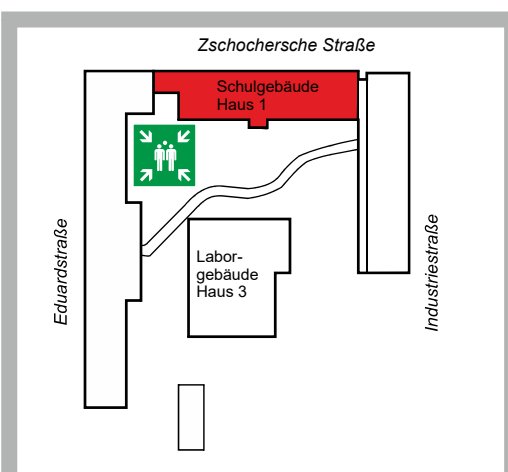 Zschochersche Straße
Schulgebäude
Haus 1
Eduardstraße
Labor-
gebäude
Haus 3
Industriestraße